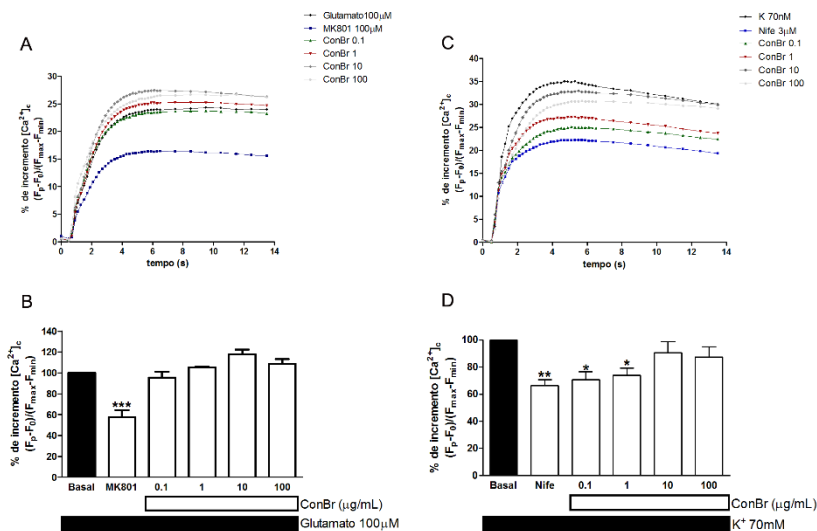 A
Glutamato100µM
MK801 100µM
ConBr 0.1
ConBr 1
ConBr 10
ConBr 100
% de incremento [Ca²⁺]c
(Fp-F0)/(Fmax-Fmin)
30
25
20
15
10
5
0
0 2 4 6 8 10 12 14
tempo (s)
C
K 70nM
Nife 3µM
ConBr 0.1
ConBr 1
ConBr 10
ConBr 100
% de incremento [Ca²⁺]c
(Fp-F0)/(Fmax-Fmin)
40
35
30
25
20
15
10
5
0
0 2 4 6 8 10 12 14
tempo (s)
B
% de incremento [Ca²⁺]c
(Fp-F0)/(Fmax-Fmin)
140
120
100
80
60
40
20
0
***
Basal MK801 0.1 1 10 100
ConBr (µg/mL)
Glutamato 100µM
D
% de incremento [Ca²⁺]c
(Fp-F0)/(Fmax-Fmin)
100
80
60
40
20
0
** * *
Basal Nife 0.1 1 10 100
ConBr (µg/mL)
K⁺ 70mM